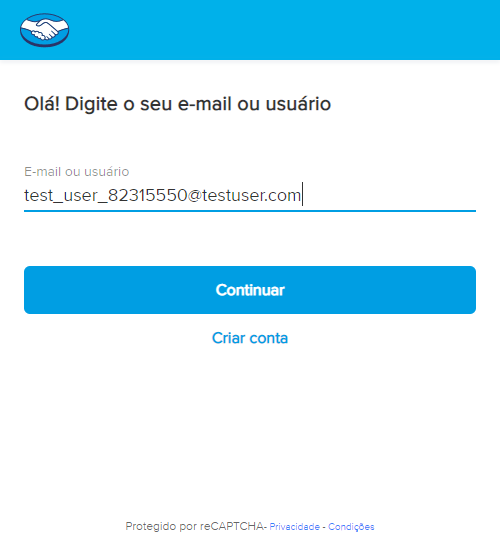 Olá! Digite o seu e-mail ou usuário
E-mail ou usuário
test_user_82315550@testuser.com
Continuar
Criar conta
Protegido por reCAPTCHA- Privacidade - Condições